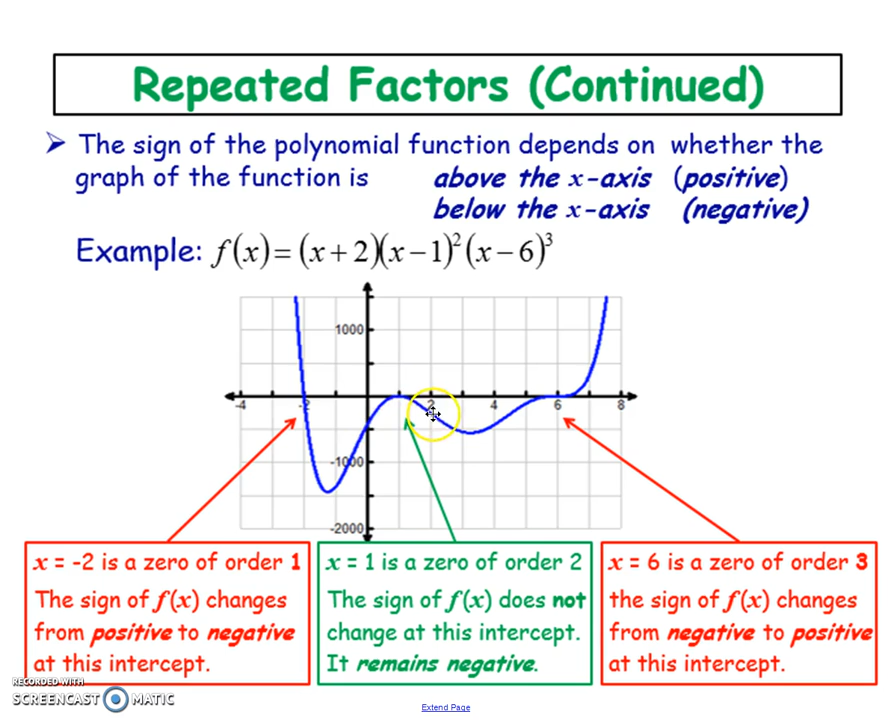 Repeated Factors (Continued)
➢ The sign of the polynomial function depends on whether the
graph of the function is above the x-axis (positive)
below the x-axis (negative)
Example: f(x) = (x + 2)(x − 1)² (x − 6)³
1000
-4 -2 2 4 6 8
-1000
-2000
x = -2 is a zero of order 1
The sign of f(x) changes
from positive to negative
at this intercept.
x = 1 is a zero of order 2
The sign of f(x) does not
change at this intercept.
It remains negative.
x = 6 is a zero of order 3
the sign of f(x) changes
from negative to positive
at this intercept.
RECORDED WITH
SCREENCAST MATIC
Extend Page